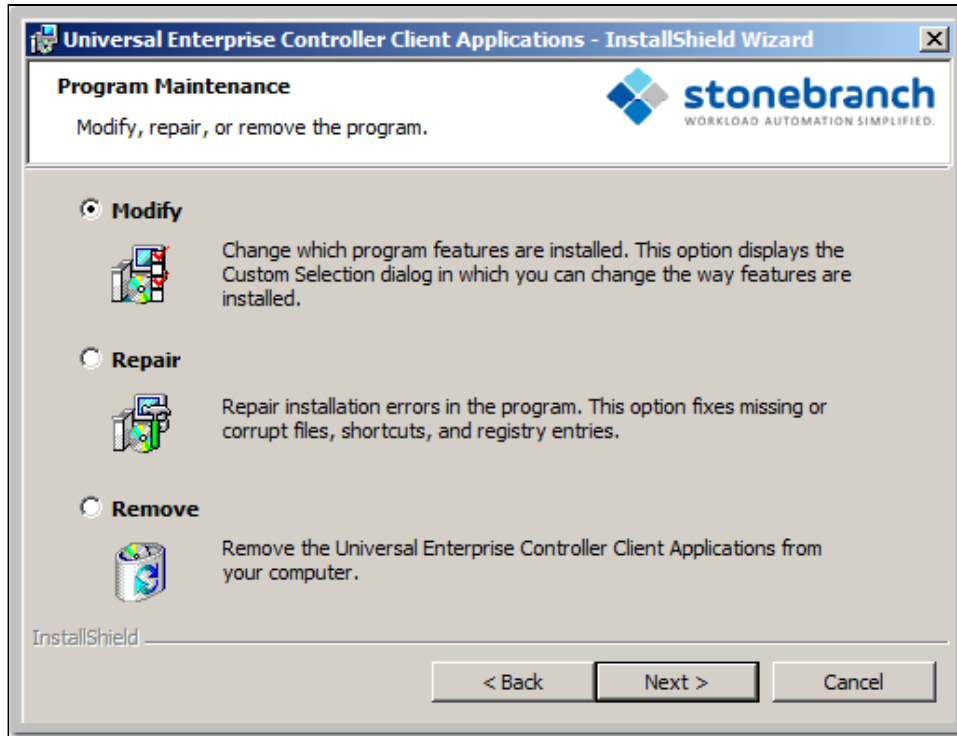 Universal Enterprise Controller Client Applications - InstallShield Wizard
Program Maintenance
Modify, repair, or remove the program.
stonebranch
WORKLOAD AUTOMATION SIMPLIFIED.
Modify
Change which program features are installed. This option displays the
Custom Selection dialog in which you can change the way features are
installed.
Repair
Repair installation errors in the program. This option fixes missing or
corrupt files, shortcuts, and registry entries.
Remove
Remove the Universal Enterprise Controller Client Applications from
your computer.
InstallShield
< Back
Next >
Cancel